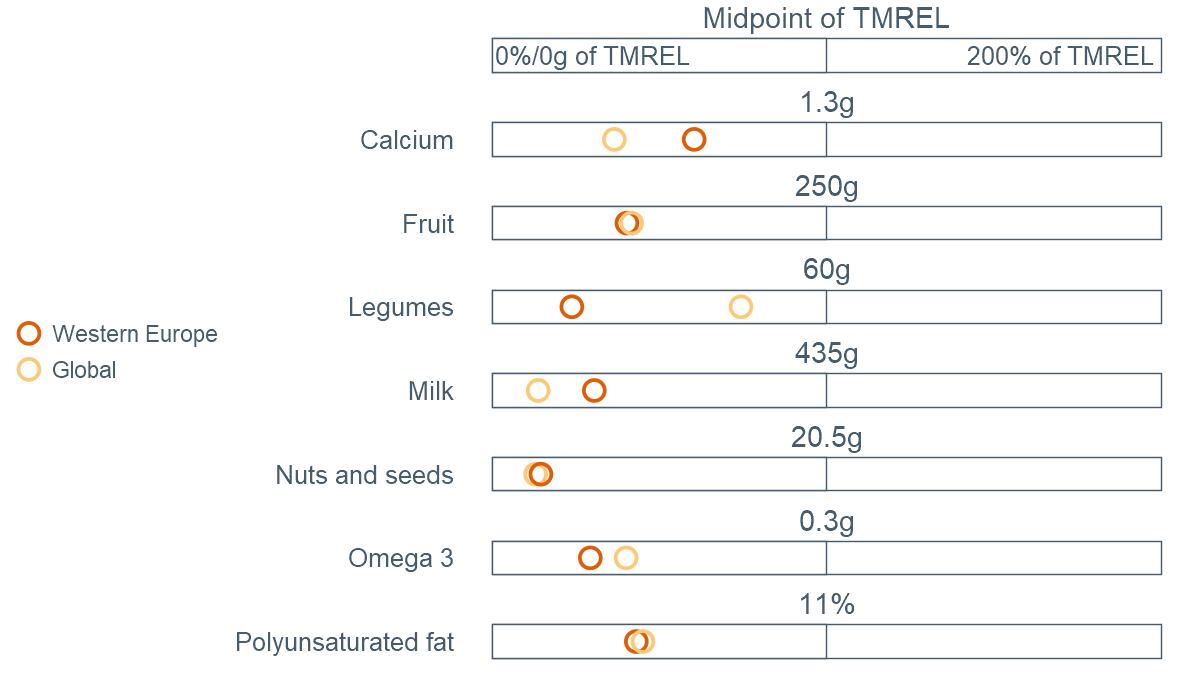 Midpoint of TMREL
0%/0g of TMREL
200% of TMREL
1.3g
Calcium
250g
Fruit
60g
Legumes
Western Europe
Global
435g
Milk
20.5g
Nuts and seeds
0.3g
Omega 3
11%
Polyunsaturated fat